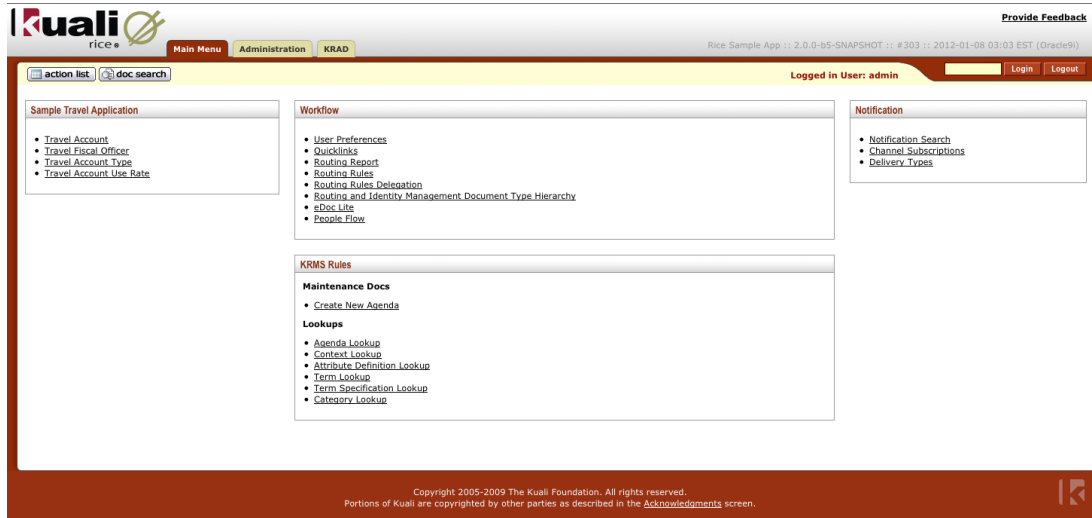 Kuali
rice
Provide Feedback
Main Menu
Administration
KRAD
Rice Sample App :: 2.0.0-b5-SNAPSHOT :: #303 :: 2012-01-08 03:03 EST (Oracle9i)
action list
doc search
Logged in User: admin
Login
Logout
Sample Travel Application
• Travel Account
• Travel Fiscal Officer
• Travel Account Type
• Travel Account Use Rate
Workflow
• User Preferences
• Quicklinks
• Routing Report
• Routing Rules
• Routing Rules Delegation
• Routing and Identity Management Document Type Hierarchy
• eDoc Lite
• People Flow
Notification
• Notification Search
• Channel Subscriptions
• Delivery Types
KRMS Rules
Maintenance Docs
• Create New Agenda
Lookups
• Agenda Lookup
• Context Lookup
• Attribute Definition Lookup
• Term Lookup
• Term Specification Lookup
• Category Lookup
Copyright 2005-2009 The Kuali Foundation. All rights reserved.
Portions of Kuali are copyrighted by other parties as described in the Acknowledgments screen.